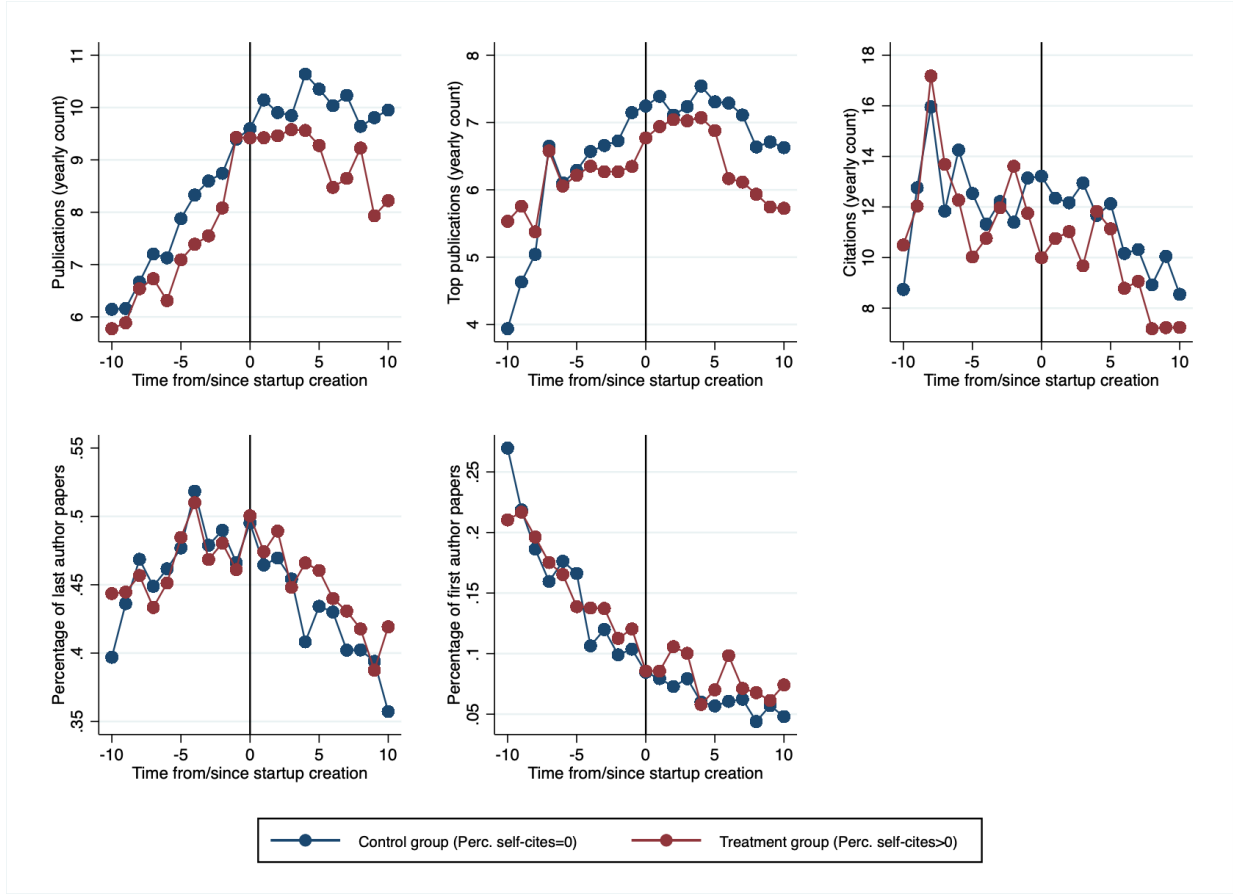 Publications (yearly count)
11
10
9
8
7
6
-10 -5 0 5 10
Time from/since startup creation
Top publications (yearly count)
8
7
6
5
4
-10 -5 0 5 10
Time from/since startup creation
Citations (yearly count)
18
16
14
12
10
8
-10 -5 0 5 10
Time from/since startup creation
Percentage of last author papers
.55
.5
.45
.4
.35
-10 -5 0 5 10
Time from/since startup creation
Percentage of first author papers
.25
.2
.15
.1
.05
-10 -5 0 5 10
Time from/since startup creation
Control group (Perc. self-cites=0) Treatment group (Perc. self-cites>0)